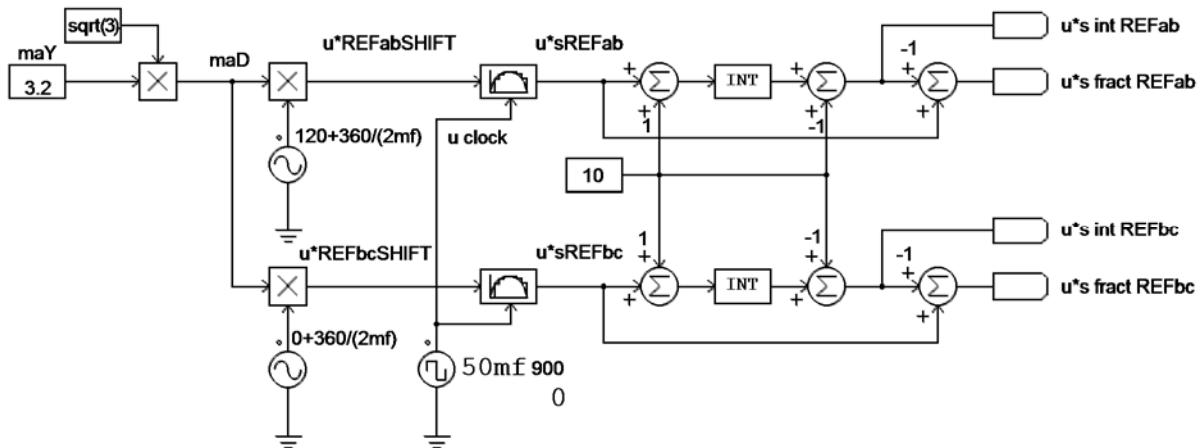 sqrt(3)
maY
3.2
maD
u*REFabSHIFT
u*sREFab
120+360/(2mf)
u clock
+
Σ
+
1
INT
+
Σ
+
-1
-1
+
Σ
+
u*s int REFab
u*s fract REFab
10
u*REFbcSHIFT
u*sREFbc
0+360/(2mf)
50mf 900
0
1
+
Σ
+
INT
-1
+
Σ
+
-1
+
Σ
+
u*s int REFbc
u*s fract REFbc